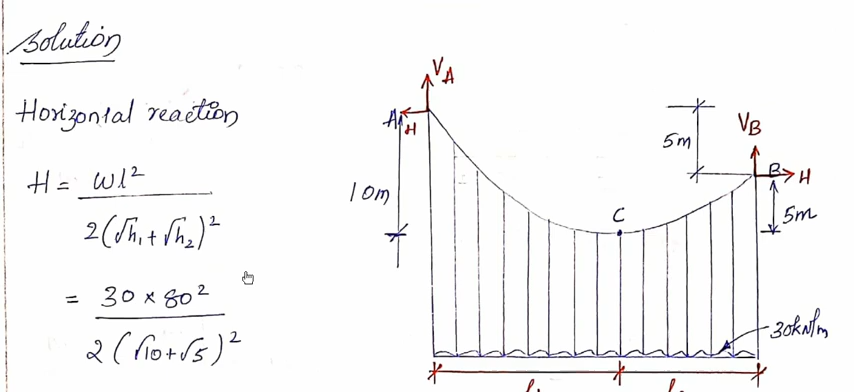 Solution
Horizontal reaction
H = wl²
2(√h₁+√h₂)²
= 30 × 80²
2(√10+√5)²
V_A
A
H
10m
5m
V_B
B
H
5m
C
30kN/m